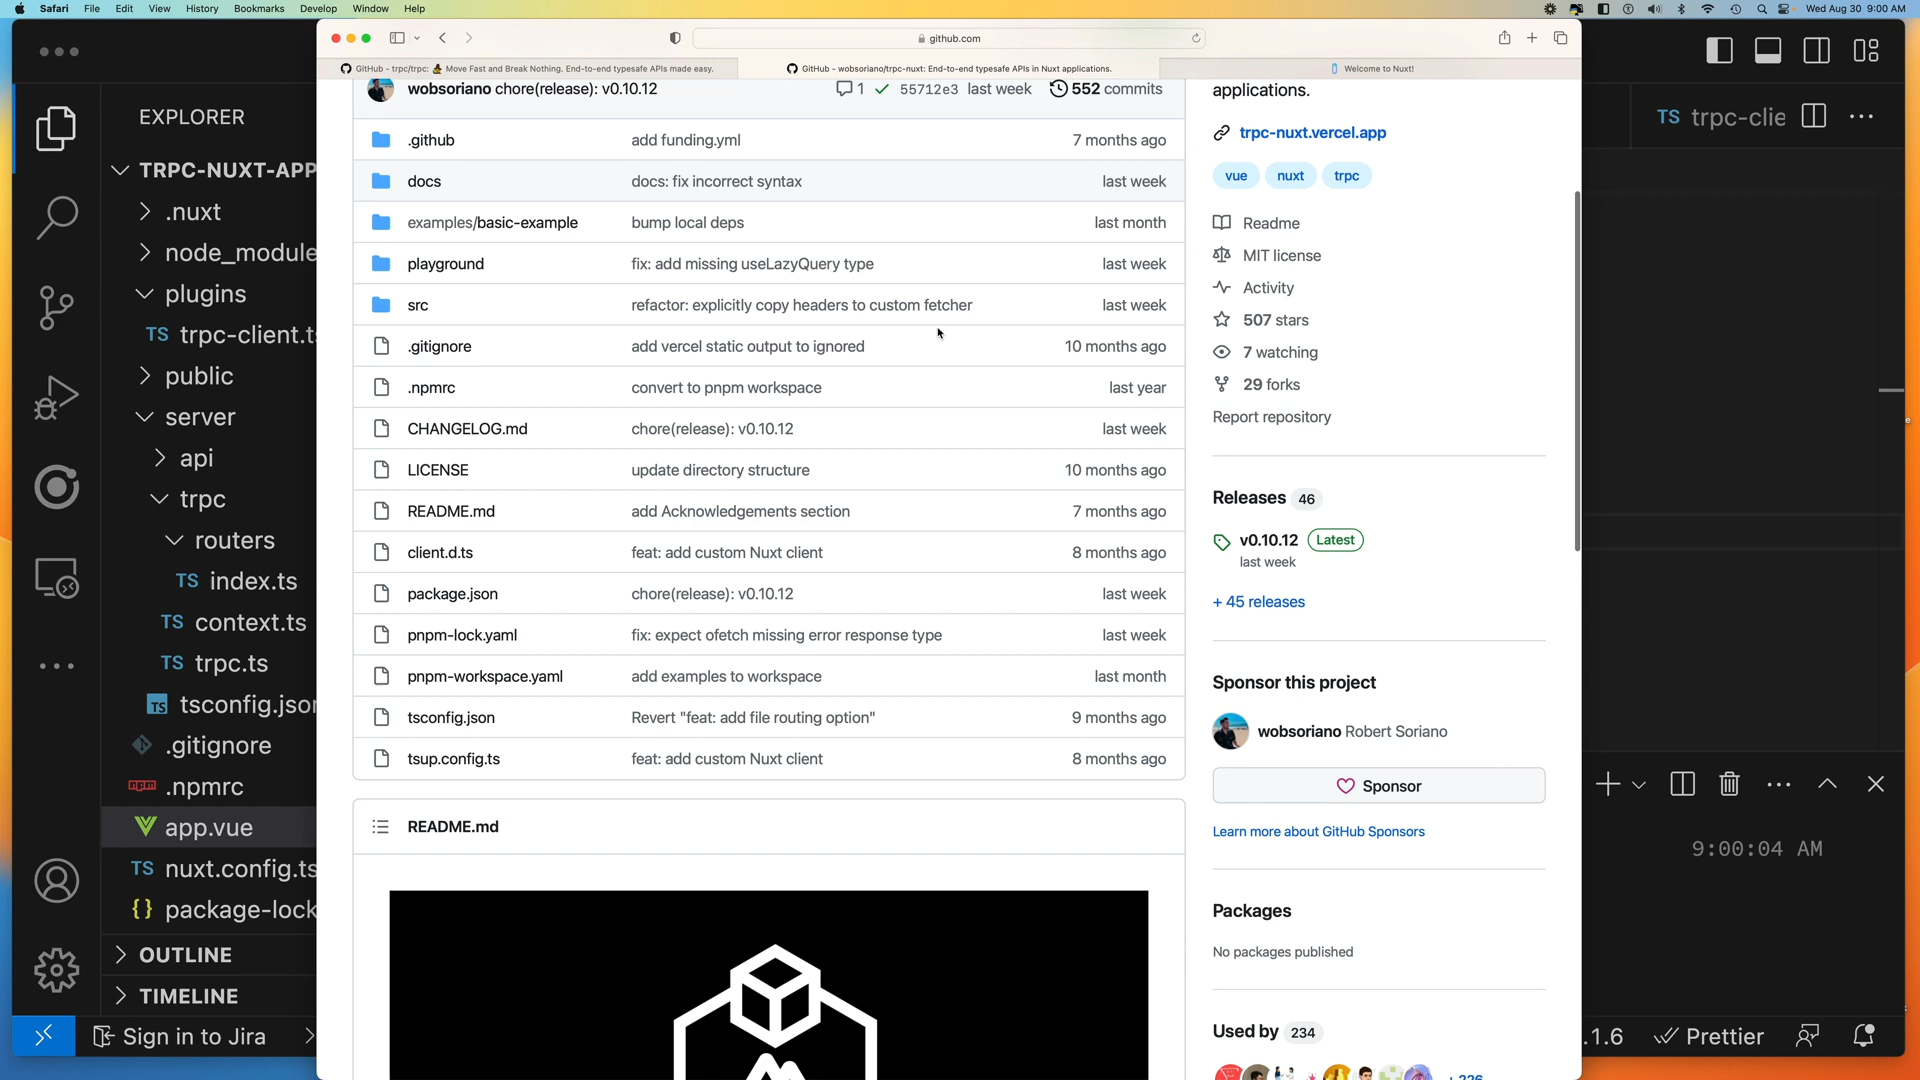 Safari File Edit View History Bookmarks Develop Window Help
Wed Aug 30 9:00 AM
github.com
GitHub - trpc/trpc: 🧙‍♀️ Move Fast and Break Nothing. End-to-end typesafe APIs made easy.
GitHub - wobsoriano/trpc-nuxt: End-to-end typesafe APIs in Nuxt applications.
Welcome to Nuxt!
EXPLORER
TRPC-NUXT-APP
.nuxt
node_module
plugins
TS trpc-client.ts
public
server
api
trpc
routers
TS index.ts
TS context.ts
TS trpc.ts
TS tsconfig.json
.gitignore
npm .npmrc
app.vue
TS nuxt.config.ts
{} package-lock
OUTLINE
TIMELINE
Sign in to Jira
wobsoriano chore(release): v0.10.12
1
55712e3 last week
552 commits
.github
add funding.yml
7 months ago
docs
docs: fix incorrect syntax
last week
examples/basic-example
bump local deps
last month
playground
fix: add missing useLazyQuery type
last week
src
refactor: explicitly copy headers to custom fetcher
last week
.gitignore
add vercel static output to ignored
10 months ago
.npmrc
convert to pnpm workspace
last year
CHANGELOG.md
chore(release): v0.10.12
last week
LICENSE
update directory structure
10 months ago
README.md
add Acknowledgements section
7 months ago
client.d.ts
feat: add custom Nuxt client
8 months ago
package.json
chore(release): v0.10.12
last week
pnpm-lock.yaml
fix: expect ofetch missing error response type
last week
pnpm-workspace.yaml
add examples to workspace
last month
tsconfig.json
Revert "feat: add file routing option"
9 months ago
tsup.config.ts
feat: add custom Nuxt client
8 months ago
README.md
applications.
trpc-nuxt.vercel.app
vue nuxt trpc
Readme
MIT license
Activity
507 stars
7 watching
29 forks
Report repository
Releases 46
v0.10.12 Latest
last week
+ 45 releases
Sponsor this project
wobsoriano Robert Soriano
Sponsor
Learn more about GitHub Sponsors
Packages
No packages published
Used by 234
+ 226
TS trpc-clie
9:00:04 AM
.1.6
Prettier